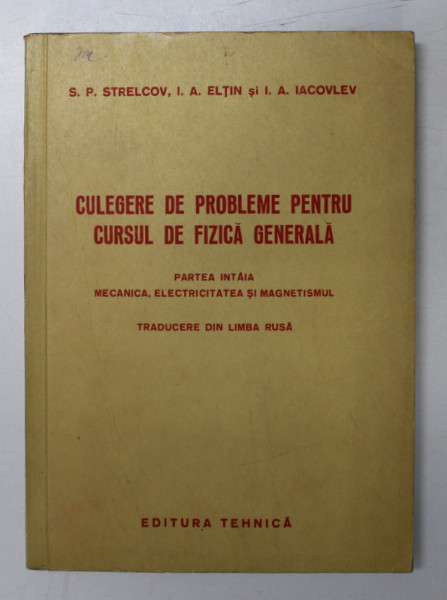 S. P. STRELCOV, I. A. ELŢIN și I. A. IACOVLEV
CULEGERE DE PROBLEME PENTRU
CURSUL DE FIZICĂ GENERALĂ
PARTEA INTÂIA
MECANICA, ELECTRICITATEA ȘI MAGNETISMUL
TRADUCERE DIN LIMBA RUSĂ
EDITURA TEHNICĂ